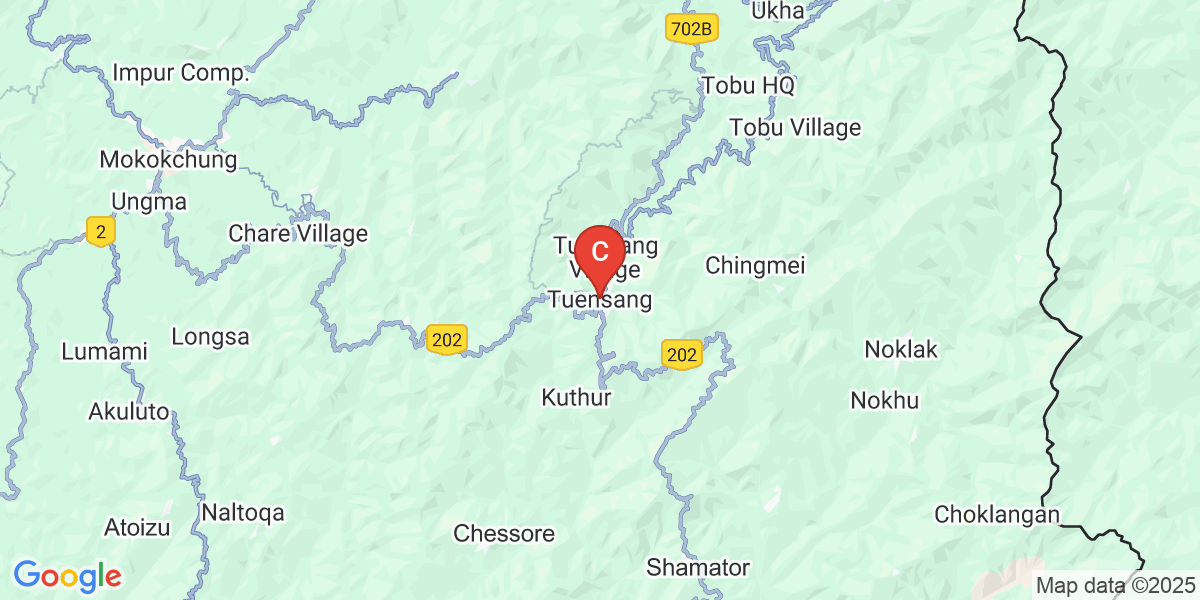 Ukha
702B
Impur Comp.
Tobu HQ
Tobu Village
Mokokchung
Ungma
2
Chare Village
C
Chingmei
Tuensang
202
Longsa
Lumami
202
Noklak
Kuthur
Nokhu
Akuluto
Naltoqa
Choklangan
Atoizu
Chessore
Shamator
Google
Map data ©2025